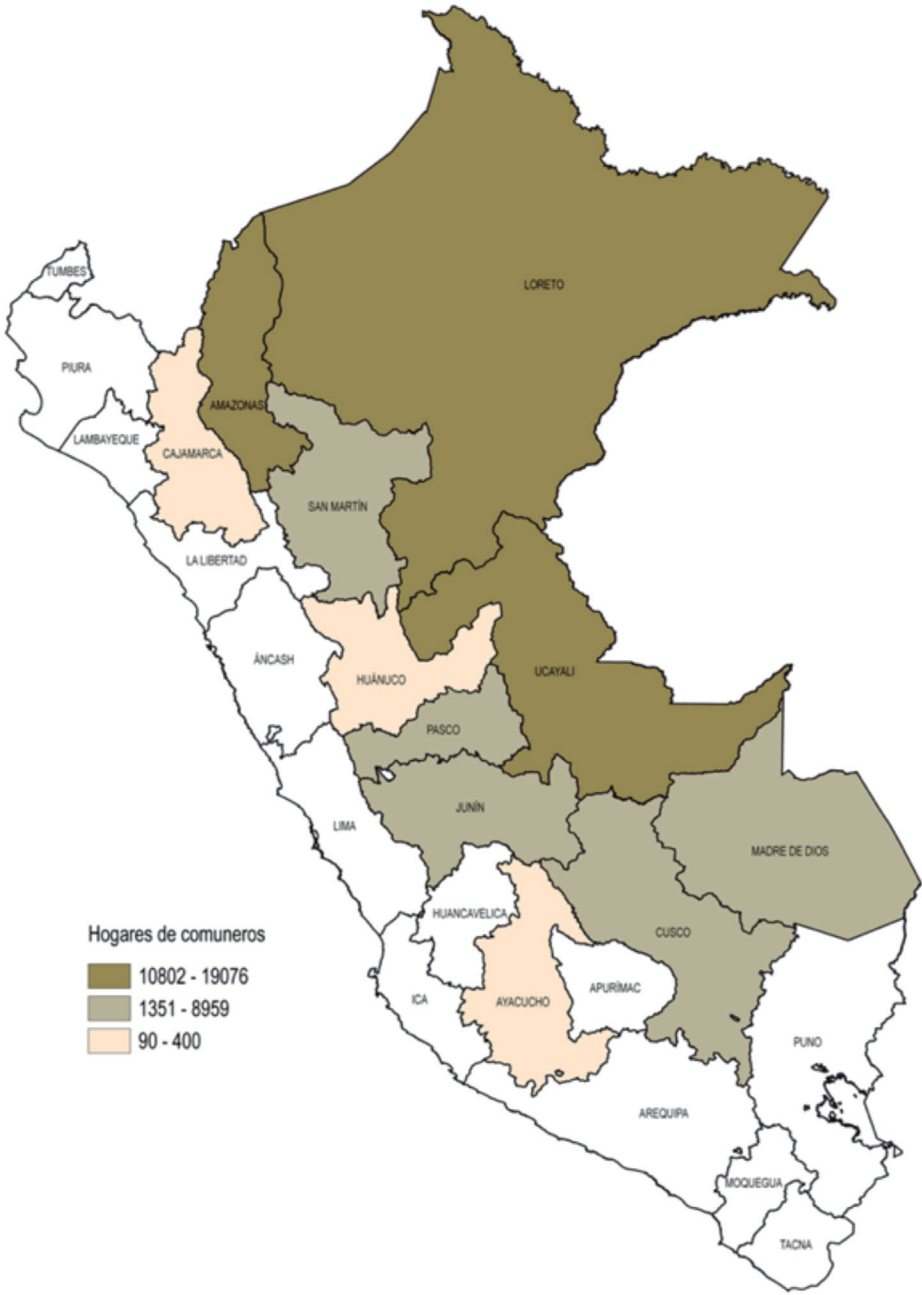 LORETO
TUMBES
PIURA
AMAZONAS
LAMBAYEQUE
CAJAMARCA
SAN MARTÍN
LA LIBERTAD
ÁNCASH
HUÁNUCO
UCAYALI
PASCO
JUNÍN
LIMA
MADRE DE DIOS
HUANCAVELICA
CUSCO
Hogares de comuneros
10802 - 19076
1351 - 8959
90 - 400
ICA
AYACUCHO
APURÍMAC
PUNO
AREQUIPA
MOQUEGUA
TACNA